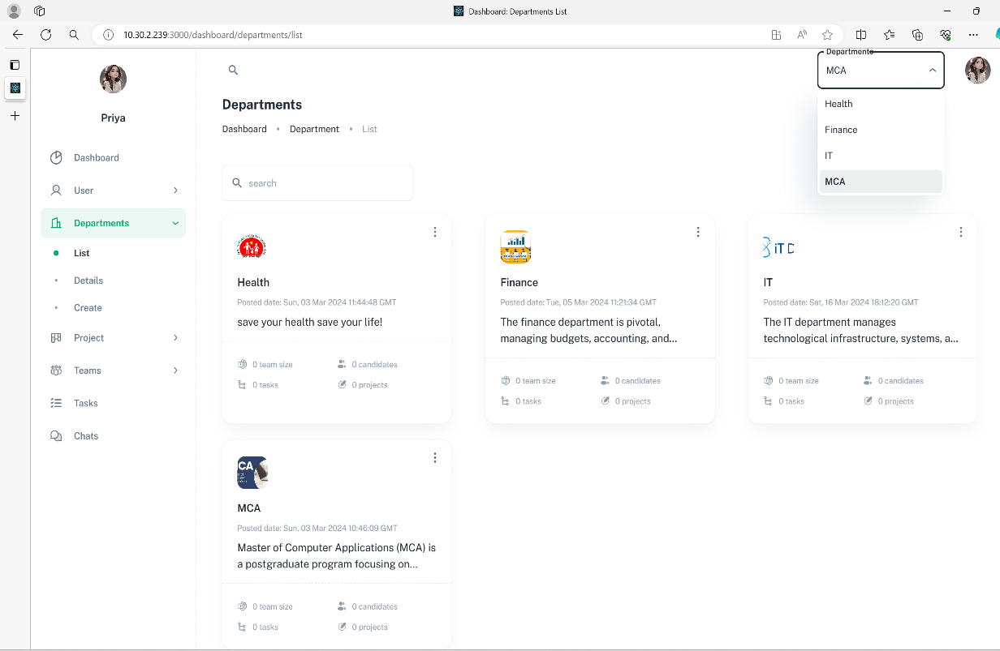 Dashboard: Departments List
10.30.2.239:3000/dashboard/departments/list
Priya
Dashboard
User
Departments
List
Details
Create
Project
Teams
Tasks
Chats
Departments
MCA
Health
Finance
IT
MCA
Departments
Dashboard • Department • List
search
Health
Posted date: Sun, 03 Mar 2024 11:44:48 GMT
save your health save your life!
0 team size
0 candidates
0 tasks
0 projects
Finance
Posted date: Tue, 05 Mar 2024 11:21:34 GMT
The finance department is pivotal,
managing budgets, accounting, and...
0 team size
0 candidates
0 tasks
0 projects
iT D
IT
Posted date: Sat, 16 Mar 2024 18:12:20 GMT
The IT department manages
technological infrastructure, systems, a...
0 team size
0 candidates
0 tasks
0 projects
CA
MCA
Posted date: Sun, 03 Mar 2024 10:46:09 GMT
Master of Computer Applications (MCA) is
a postgraduate program focusing on...
0 team size
0 candidates
0 tasks
0 projects